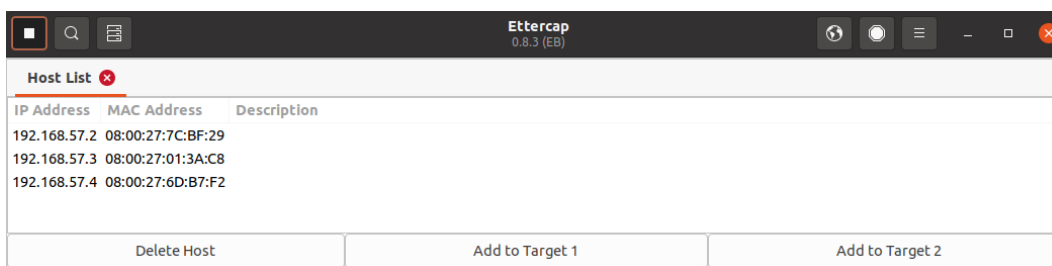 Ettercap
0.8.3 (EB)
Host List
IP Address MAC Address Description
192.168.57.2 08:00:27:7C:BF:29
192.168.57.3 08:00:27:01:3A:C8
192.168.57.4 08:00:27:6D:B7:F2
Delete Host Add to Target 1 Add to Target 2